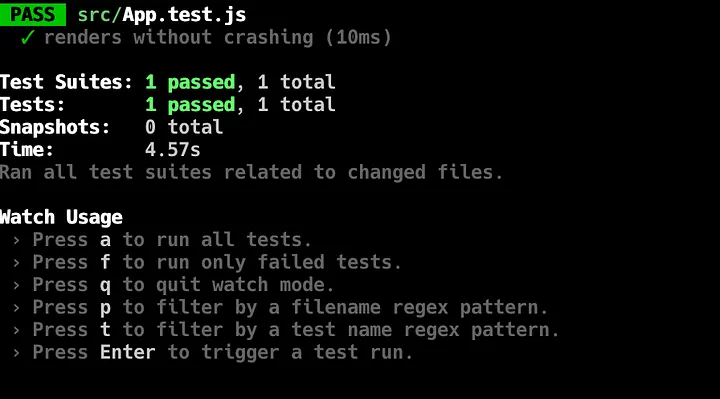 PASS src/App.test.js
✓ renders without crashing (10ms)
Test Suites: 1 passed, 1 total
Tests: 1 passed, 1 total
Snapshots: 0 total
Time: 4.57s
Ran all test suites related to changed files.
Watch Usage
› Press a to run all tests.
› Press f to run only failed tests.
› Press q to quit watch mode.
› Press p to filter by a filename regex pattern.
› Press t to filter by a test name regex pattern.
› Press Enter to trigger a test run.